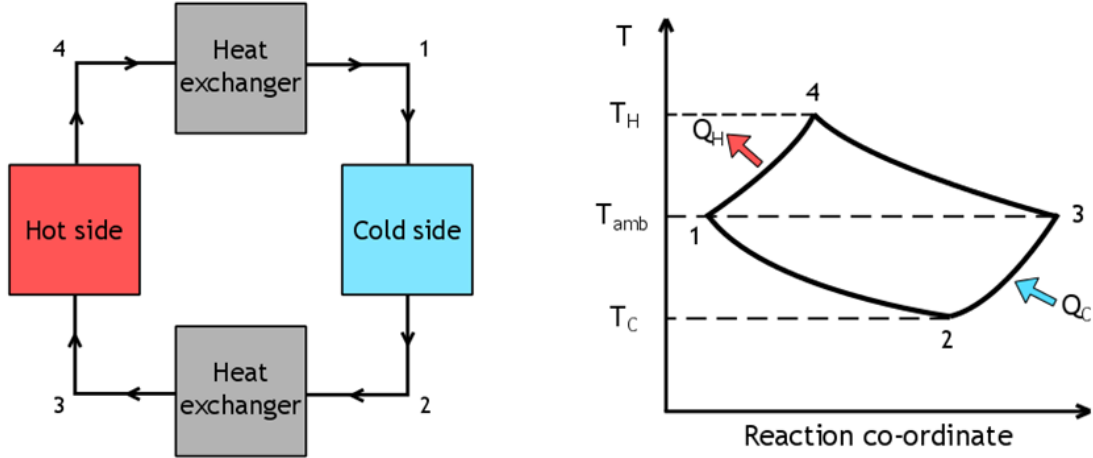 4
Heat
exchanger
1
Hot side
Cold side
3
Heat
exchanger
2
T
T_H
Q_H
4
T_amb
1
3
T_C
Q_C
2
Reaction co-ordinate